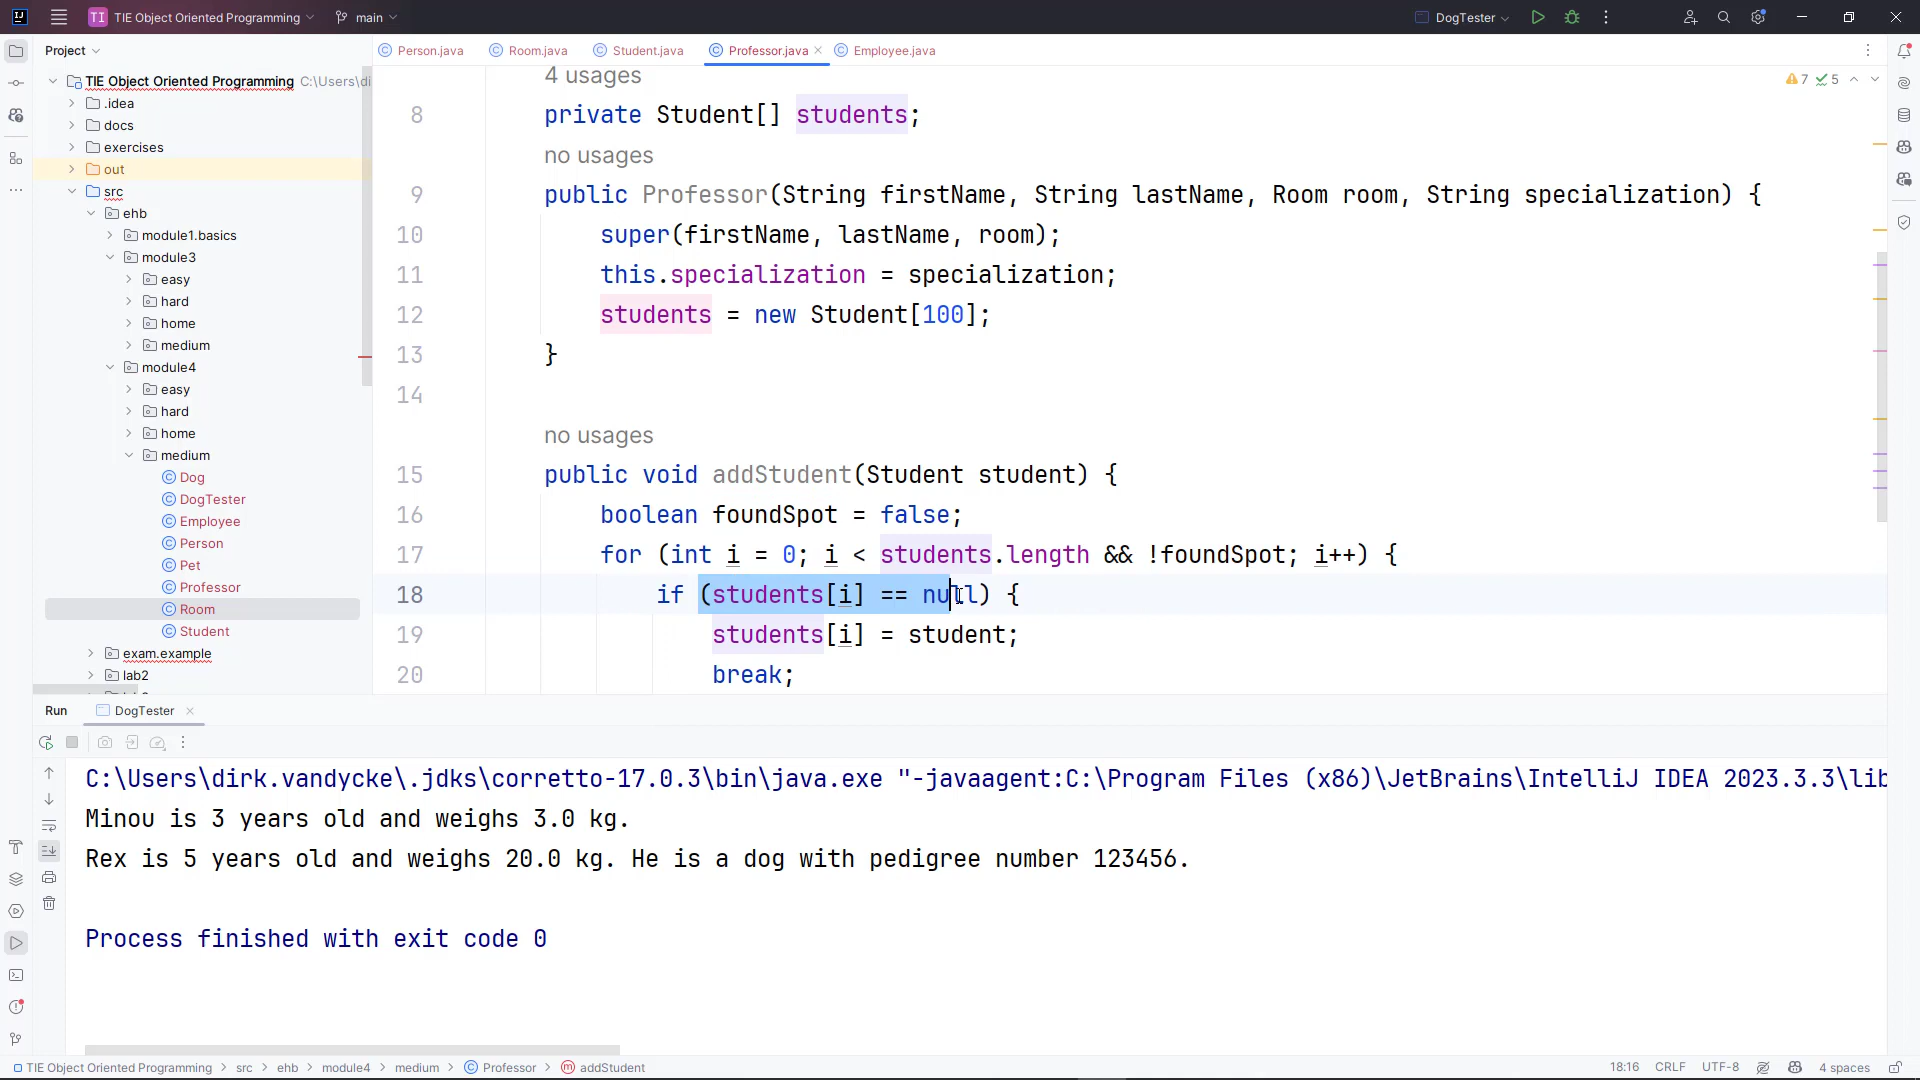 TI TIE Object Oriented Programming main DogTester
Project
Person.java Room.java Student.java Professor.java Employee.java
TIE Object Oriented Programming C:\Users\di
.idea
docs
exercises
out
src
ehb
module1.basics
module3
easy
hard
home
medium
module4
easy
hard
home
medium
Dog
DogTester
Employee
Person
Pet
Professor
Room
Student
exam.example
lab2
4 usages
7 5
8 private Student[] students;
no usages
9 public Professor(String firstName, String lastName, Room room, String specialization) {
10 super(firstName, lastName, room);
11 this.specialization = specialization;
12 students = new Student[100];
13 }
14
no usages
15 public void addStudent(Student student) {
16 boolean foundSpot = false;
17 for (int i = 0; i < students.length && !foundSpot; i++) {
18 if (students[i] == null) {
19 students[i] = student;
20 break;
Run DogTester
C:\Users\dirk.vandycke\.jdks\corretto-17.0.3\bin\java.exe "-javaagent:C:\Program Files (x86)\JetBrains\IntelliJ IDEA 2023.3.3\lib
Minou is 3 years old and weighs 3.0 kg.
Rex is 5 years old and weighs 20.0 kg. He is a dog with pedigree number 123456.
Process finished with exit code 0
TIE Object Oriented Programming > src > ehb > module4 > medium > Professor > addStudent 18:16 CRLF UTF-8 4 spaces